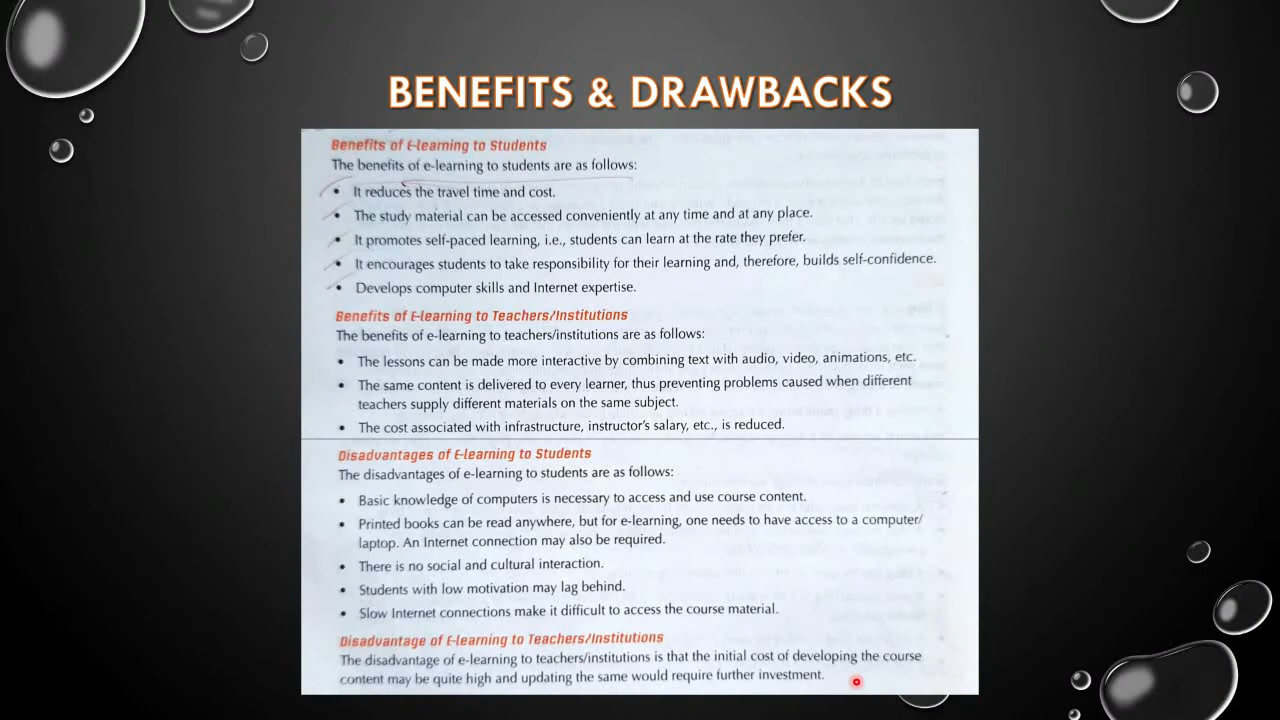 BENEFITS & DRAWBACKS
Benefits of E-learning to Students
The benefits of e-learning to students are as follows:
• It reduces the travel time and cost.
• The study material can be accessed conveniently at any time and at any place.
• It promotes self-paced learning, i.e., students can learn at the rate they prefer.
• It encourages students to take responsibility for their learning and, therefore, builds self-confidence.
• Develops computer skills and Internet expertise.
Benefits of E-learning to Teachers/Institutions
The benefits of e-learning to teachers/institutions are as follows:
• The lessons can be made more interactive by combining text with audio, video, animations, etc.
• The same content is delivered to every learner, thus preventing problems caused when different
teachers supply different materials on the same subject.
• The cost associated with infrastructure, instructor's salary, etc., is reduced.
Disadvantages of E-learning to Students
The disadvantages of e-learning to students are as follows:
• Basic knowledge of computers is necessary to access and use course content.
• Printed books can be read anywhere, but for e-learning, one needs to have access to a computer/
laptop. An Internet connection may also be required.
• There is no social and cultural interaction.
• Students with low motivation may lag behind.
• Slow Internet connections make it difficult to access the course material.
Disadvantage of E-learning to Teachers/Institutions
The disadvantage of e-learning to teachers/institutions is that the initial cost of developing the course
content may be quite high and updating the same would require further investment.